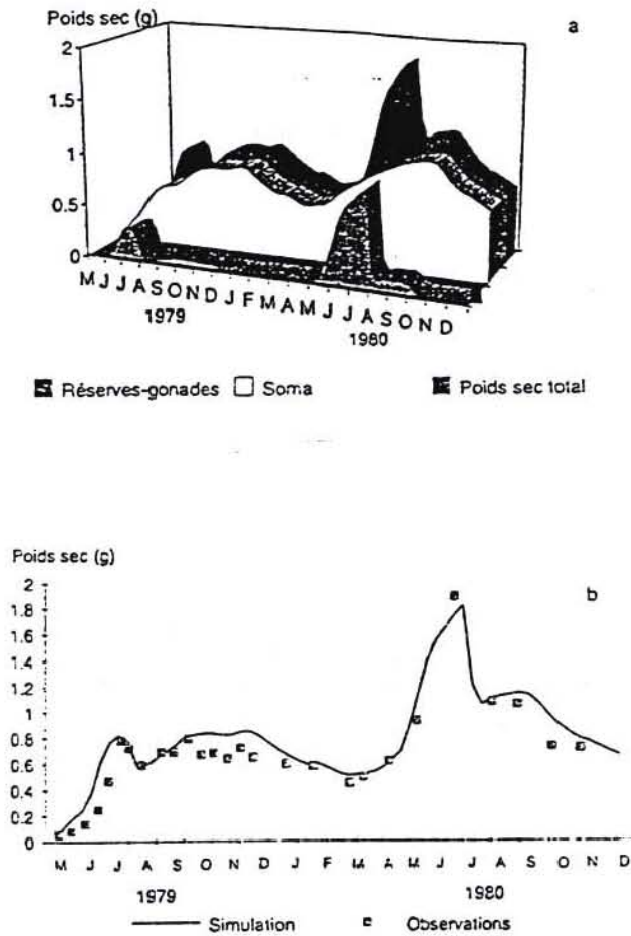 Poids sec (g)
a
2
1.5
1
0.5
0
M J J A S O N D J F M A M J J A S O N D
1979
1980
Réserves-gonades Soma Poids sec total
Poids sec (g)
b
2
1.8
1.6
1.4
1.2
1
0.8
0.6
0.4
0.2
0
M J J A S O N D J F M A M J J A S O N D
1979 1980
Simulation Observations